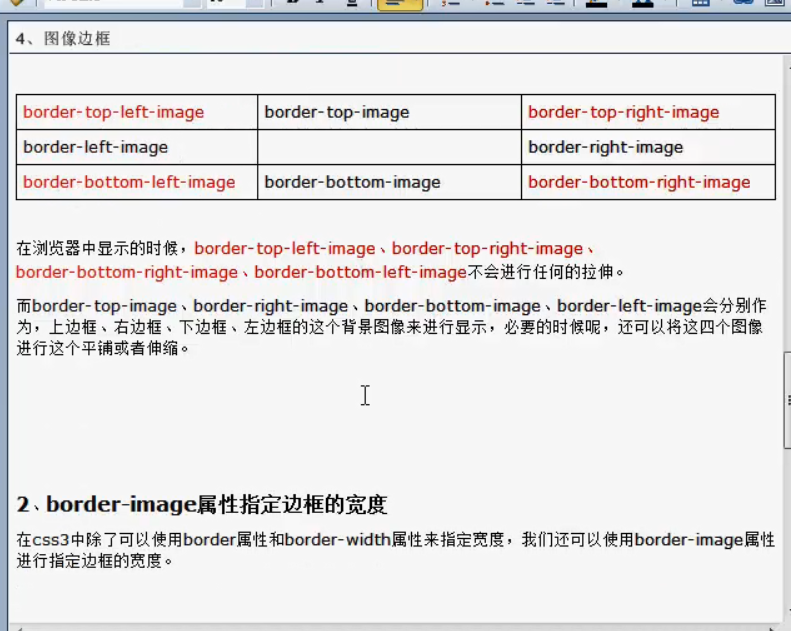 4、图像边框
border-top-left-image border-top-image border-top-right-image
border-left-image border-right-image
border-bottom-left-image border-bottom-image border-bottom-right-image
在浏览器中显示的时候，border-top-left-image、border-top-right-image、
border-bottom-right-image、border-bottom-left-image不会进行任何的拉伸。
而border-top-image、border-right-image、border-bottom-image、border-left-image会分别作
为，上边框、右边框、下边框、左边框的这个背景图像来进行显示，必要的时候呢，还可以将这四个图像
进行这个平铺或者伸缩。
2、border-image属性指定边框的宽度
在css3中除了可以使用border属性和border-width属性来指定宽度，我们还可以使用border-image属性
进行指定边框的宽度。